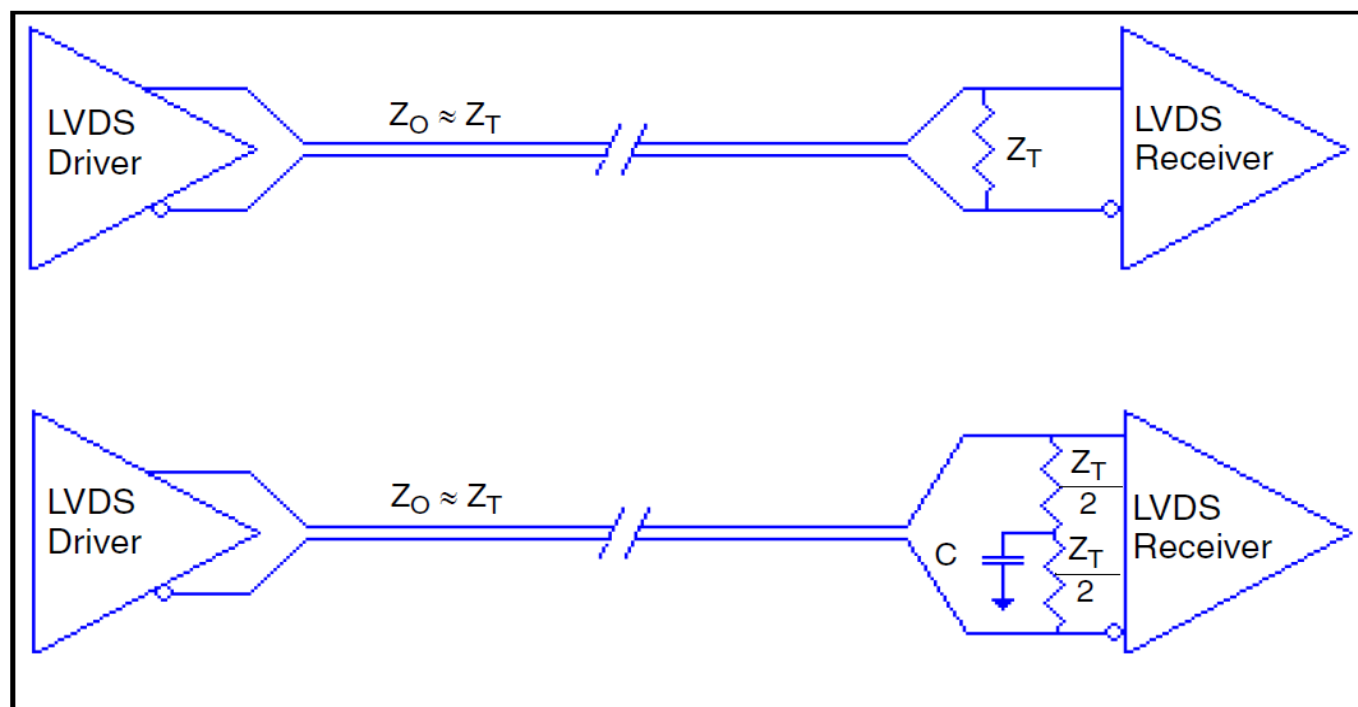 LVDS
Driver
Z_O ≈ Z_T
Z_T
LVDS
Receiver
LVDS
Driver
Z_O ≈ Z_T
C
Z_T
2
Z_T
2
LVDS
Receiver